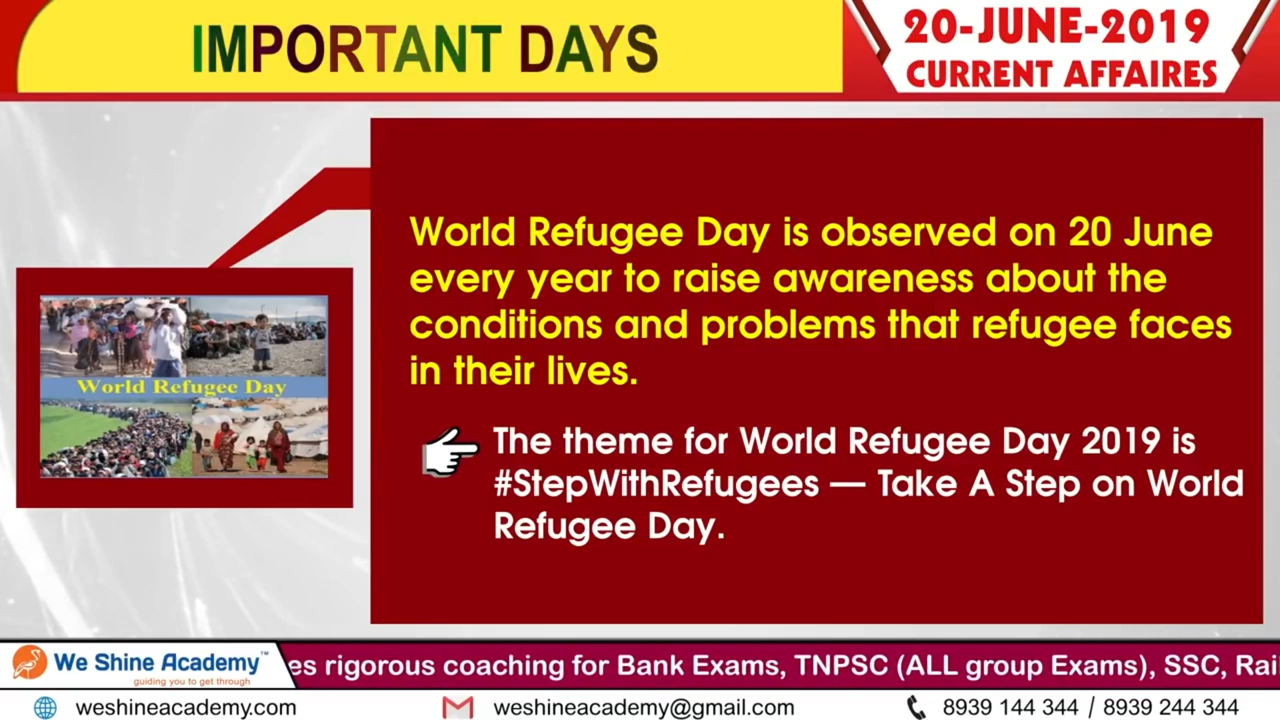 IMPORTANT DAYS
20-JUNE-2019
CURRENT AFFAIRES
World Refugee Day is observed on 20 June
every year to raise awareness about the
conditions and problems that refugee faces
in their lives.
World Refugee Day
The theme for World Refugee Day 2019 is
#StepWithRefugees — Take A Step on World
Refugee Day.
We Shine Academy™
guiding you to get through
es rigorous coaching for Bank Exams, TNPSC (ALL group Exams), SSC, Rai
weshineacademy.com
weshineacademy@gmail.com
8939 144 344 / 8939 244 344